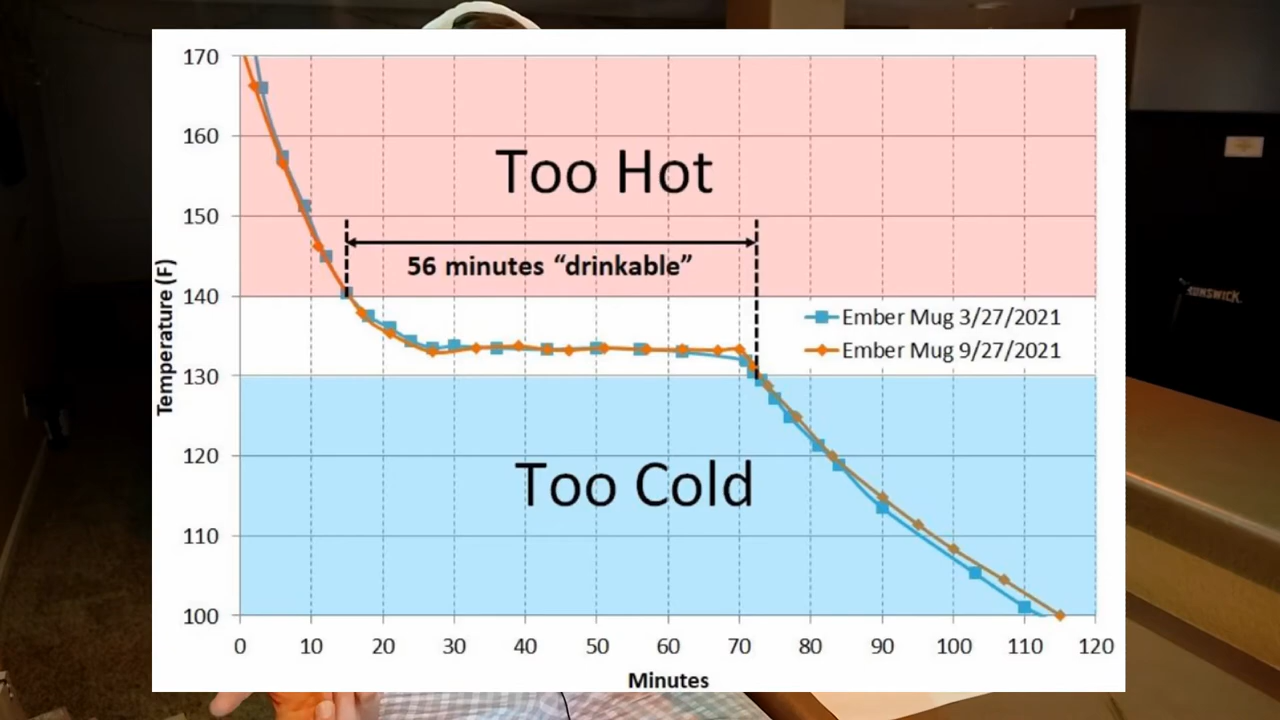 170
160
150
140
130
120
110
100
Temperature (F)
Too Hot
56 minutes “drinkable”
Ember Mug 3/27/2021
Ember Mug 9/27/2021
Too Cold
0 10 20 30 40 50 60 70 80 90 100 110 120
Minutes